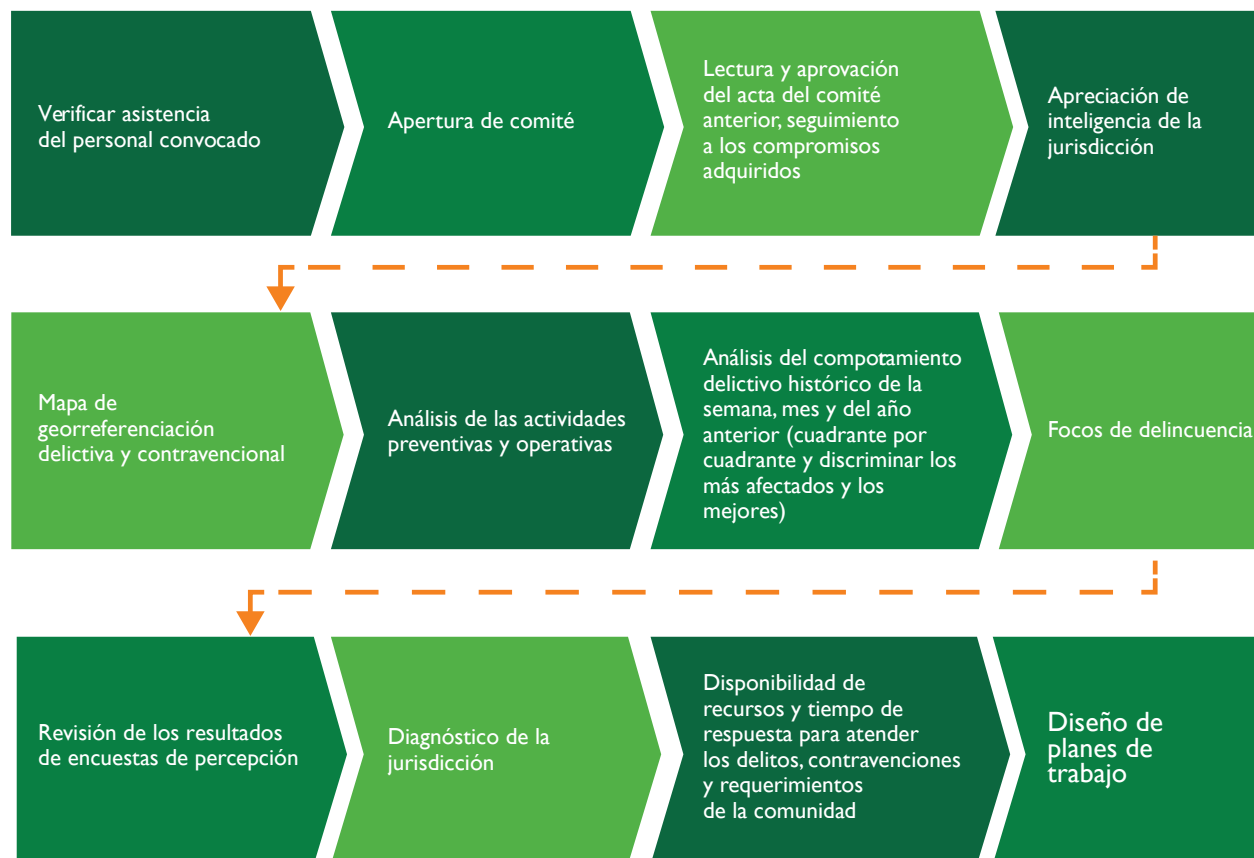 Verificar asistencia
del personal convocado
Apertura de comité
Lectura y aprovación
del acta del comité
anterior, seguimiento
a los compromisos
adquiridos
Apreciación de
inteligencia de la
jurisdicción
Mapa de
georreferenciación
delictiva y contravencional
Análisis de las actividades
preventivas y operativas
Análisis del compotamiento
delictivo histórico de la
semana, mes y del año
anterior (cuadrante por
cuadrante y discriminar los
más afectados y los
mejores)
Focos de delincuencia
Revisión de los resultados
de encuestas de percepción
Diagnóstico de la
jurisdicción
Disponibilidad de
recursos y tiempo de
respuesta para atender
los delitos, contravenciones
y requerimientos
de la comunidad
Diseño de
planes de
trabajo